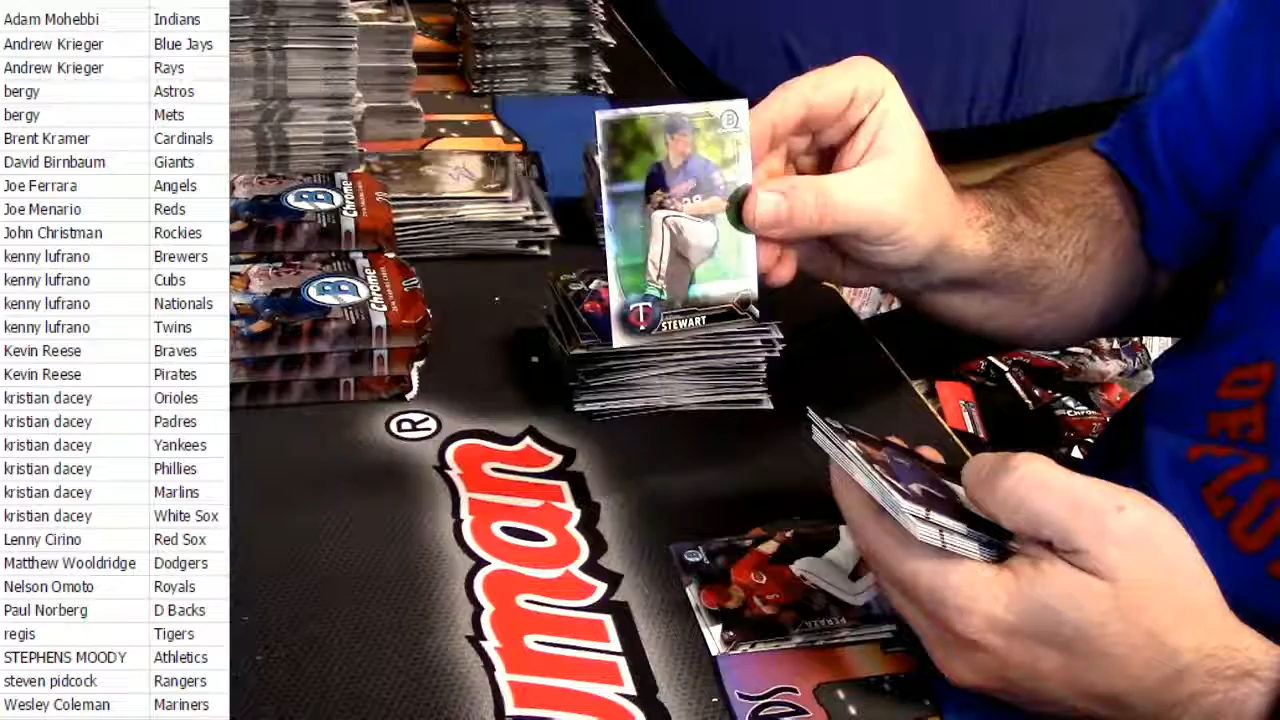 Adam Mohebbi Indians
Andrew Krieger Blue Jays
Andrew Krieger Rays
bergy Astros
bergy Mets
Brent Kramer Cardinals
David Birnbaum Giants
Joe Ferrara Angels
Joe Menario Reds
John Christman Rockies
kenny lufrano Brewers
kenny lufrano Cubs
kenny lufrano Nationals
kenny lufrano Twins
Kevin Reese Braves
Kevin Reese Pirates
kristian dacey Orioles
kristian dacey Padres
kristian dacey Yankees
kristian dacey Phillies
kristian dacey Marlins
kristian dacey White Sox
Lenny Cirino Red Sox
Matthew Wooldridge Dodgers
Nelson Omoto Royals
Paul Norberg D Backs
regis Tigers
STEPHENS MOODY Athletics
steven pidcock Rangers
Wesley Coleman Mariners
B
STEWART
T
B Chrome
B Chrome
®
man
PERAZA
Chrome